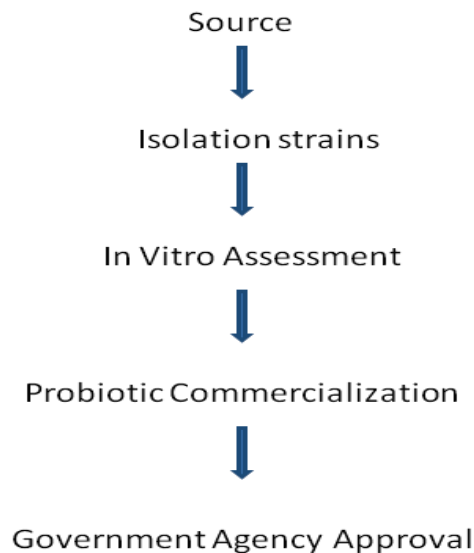 Source
Isolation strains
In Vitro Assessment
Probiotic Commercialization
Government Agency Approval